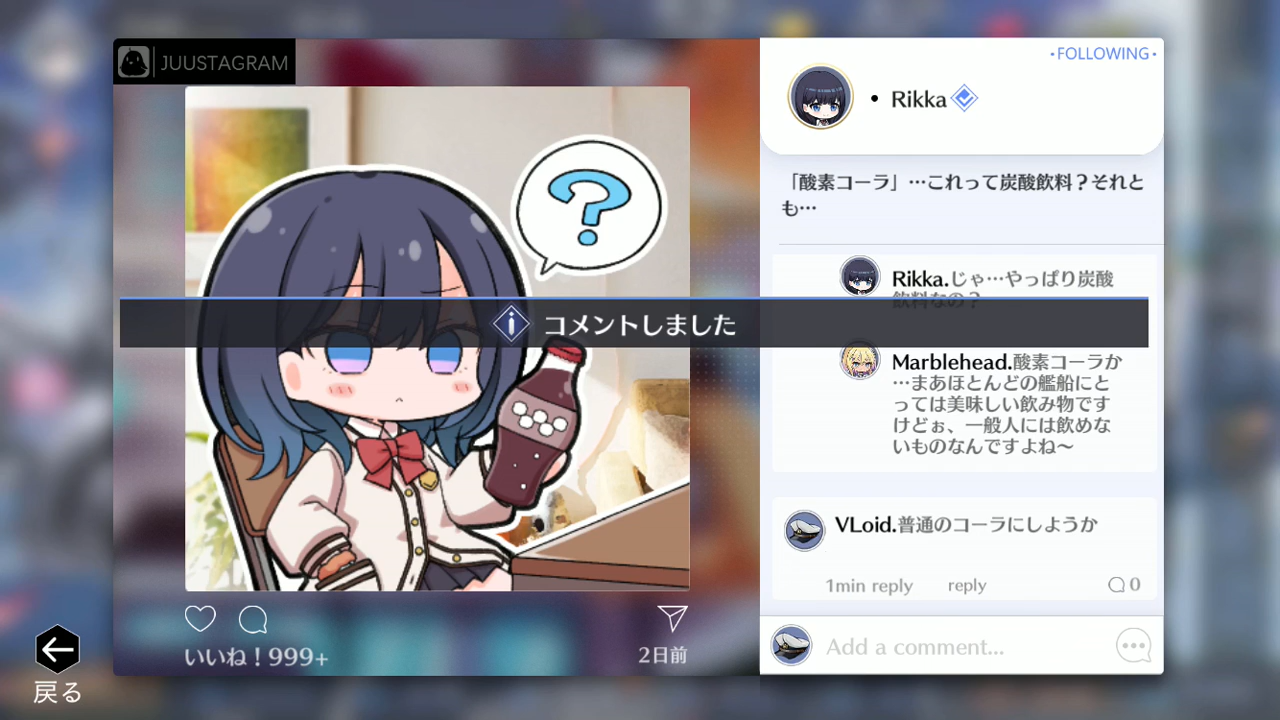 JUUSTAGRAM
?
いいね！999+
2日前
戻る
・FOLLOWING・
• Rikka
「酸素コーラ」…これって炭酸飲料？それと
も…
Rikka.じゃ…やっぱり炭酸
飲料なの？
コメントしました
Marblehead.酸素コーラか
…まあほとんどの艦船にと
っては美味しい飲み物です
けどぉ、一般人には飲めな
いものなんですよね～
VLoid.普通のコーラにしようか
1min reply reply 0
Add a comment...